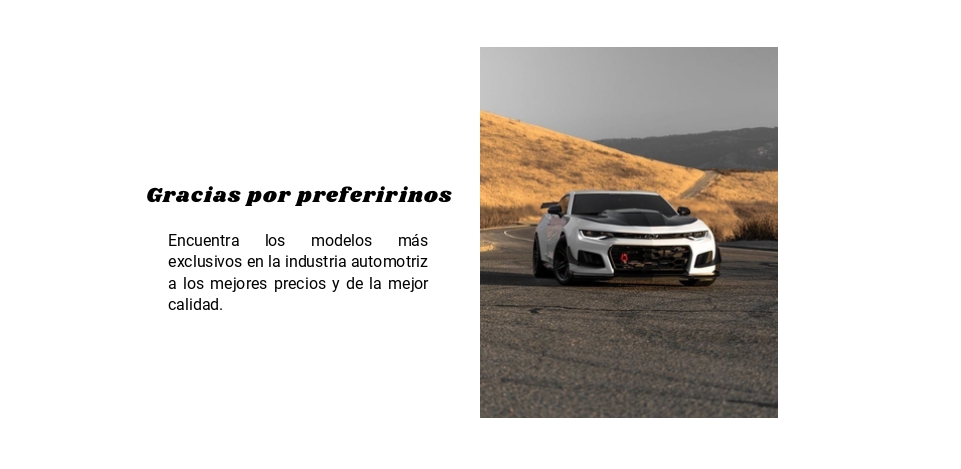 Gracias por preferirinos
Encuentra los modelos más
exclusivos en la industria automotriz
a los mejores precios y de la mejor
calidad.